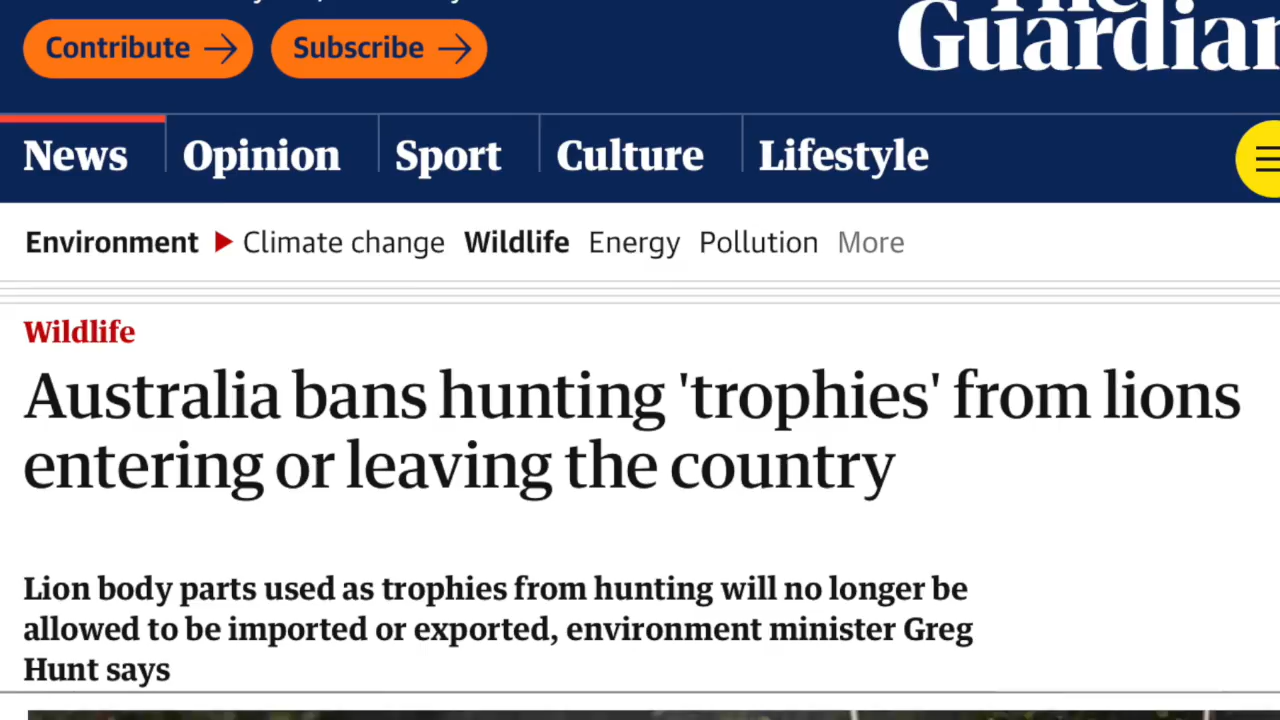 Contribute
Subscribe
The
Guardian
News
Opinion
Sport
Culture
Lifestyle
Environment Climate change Wildlife Energy Pollution More
Wildlife
Australia bans hunting 'trophies' from lions
entering or leaving the country
Lion body parts used as trophies from hunting will no longer be
allowed to be imported or exported, environment minister Greg
Hunt says